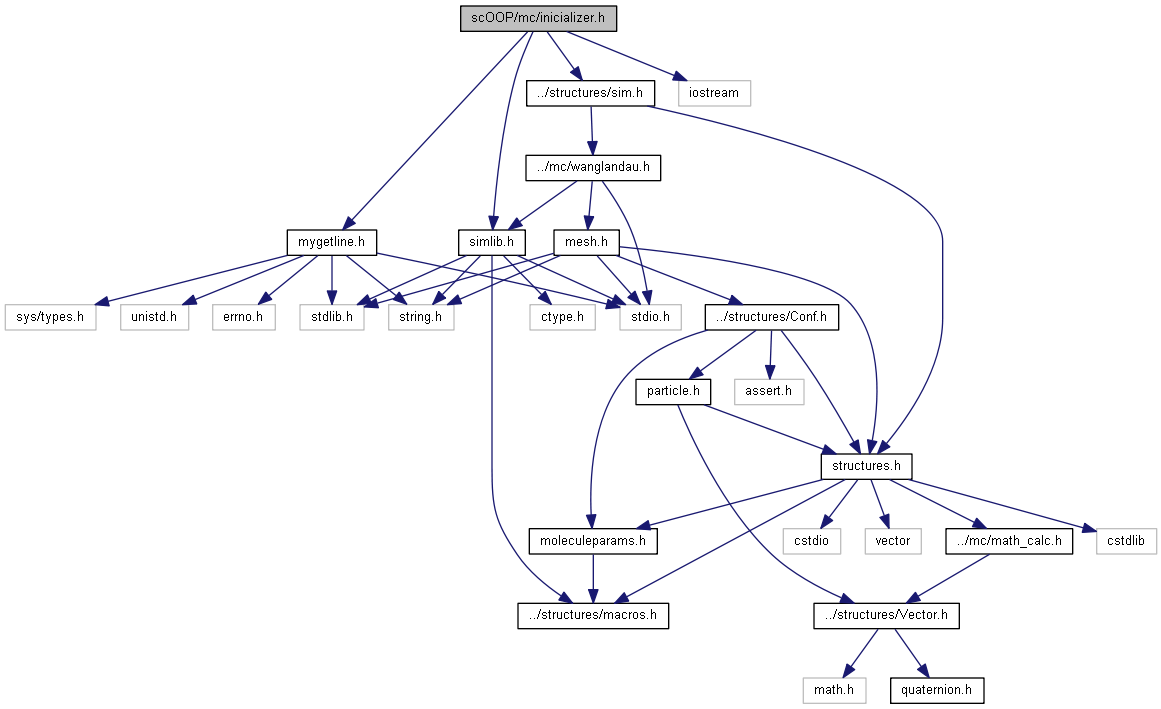 scOOP/mc/inicializer.h
../structures/sim.h
iostream
../mc/wanglandau.h
mygetline.h
simlib.h
mesh.h
sys/types.h
unistd.h
errno.h
stdlib.h
string.h
ctype.h
stdio.h
../structures/Conf.h
particle.h
assert.h
structures.h
moleculeparams.h
cstdio
vector
../mc/math_calc.h
cstdlib
../structures/macros.h
../structures/Vector.h
math.h
quaternion.h